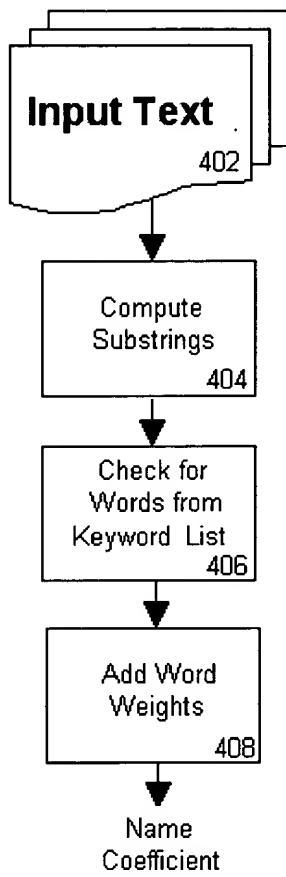 Input Text
402
Compute
Substrings
404
Check for
Words from
Keyword List
406
Add Word
Weights
408
Name
Coefficient